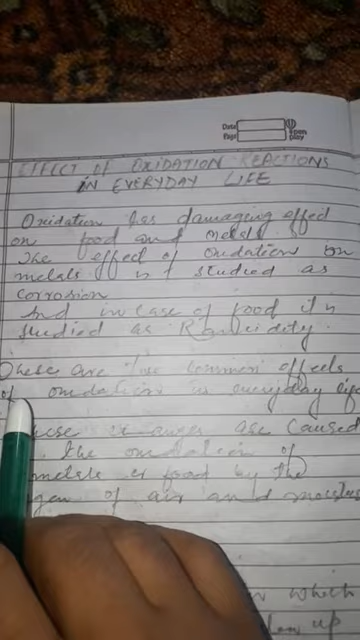 Date
Page
EFFECT OF OXIDATION REACTIONS
IN EVERYDAY LIFE
Oxidation has damaging effect
on food and metals.
The effect of oxidation on
metals is studied as
corrosion
And in case of food it is
studied as Rancidity.
These are two common effects
of oxidation in everyday life
are caused
the oxidation of
metals or food by the
of air and moisture
which
up